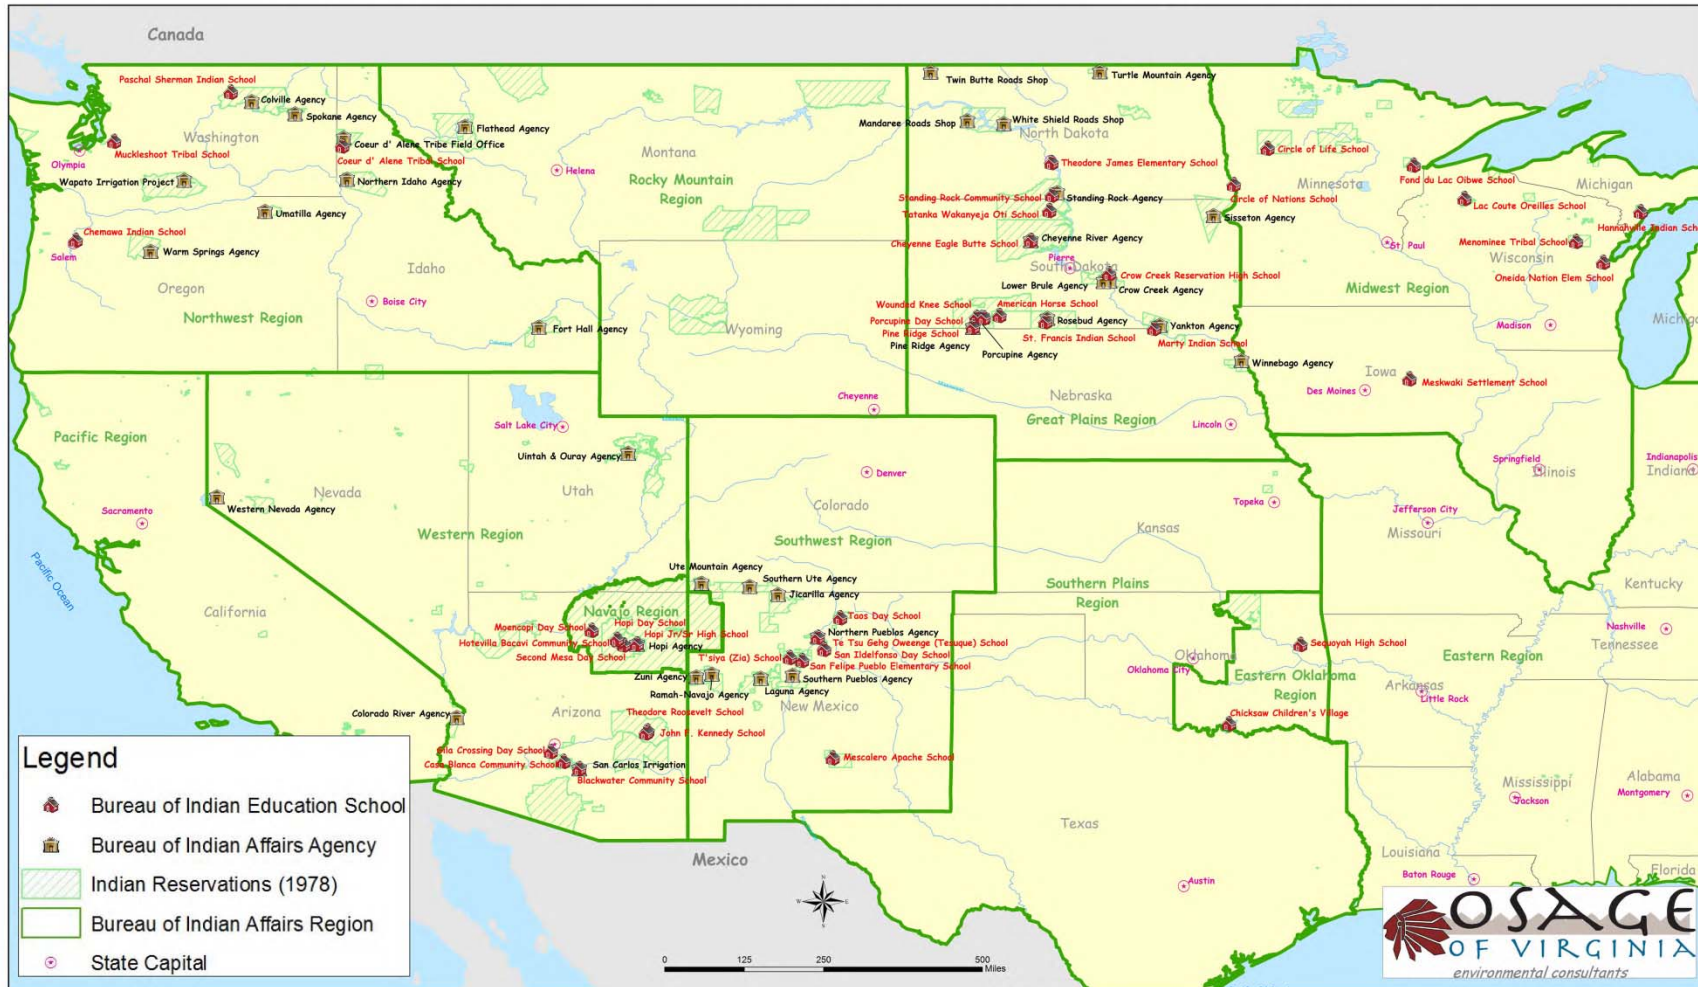 Canada
Paschal Sherman Indian School
Colville Agency
Spokane Agency
Washington
Coeur d' Alene Tribe Field Office
Muckleshoot Tribal School
Coeur d' Alene Tribal School
Olympia
Wapato Irrigation Project
Northern Idaho Agency
Umatilla Agency
Chemawa Indian School
Warm Springs Agency
Salem
Idaho
Oregon
Boise City
Northwest Region
Fort Hall Agency
Flathead Agency
Helena
Montana
Rocky Mountain
Region
Wyoming
Cheyenne
Twin Butte Roads Shop
Turtle Mountain Agency
Mandaree Roads Shop
White Shield Roads Shop
North Dakota
Theodore James Elementary School
Standing Rock Community School
Standing Rock Agency
Tatanka Wakanyeja Oti School
Cheyenne Eagle Butte School
Cheyenne River Agency
Pierre
South Dakota
Crow Creek Reservation High School
Lower Brule Agency
Crow Creek Agency
Wounded Knee School
American Horse School
Porcupine Day School
Rosebud Agency
Yankton Agency
Pine Ridge School
St. Francis Indian School
Marty Indian School
Pine Ridge Agency
Porcupine Agency
Winnebago Agency
Nebraska
Great Plains Region
Lincoln
Circle of Life School
Minnesota
Circle of Nations School
Sisseton Agency
Fond du Lac Oibwe School
Michigan
Lac Coute Oreilles School
Hannahville Indian Sch
St. Paul
Menominee Tribal School
Wisconsin
Oneida Nation Elem School
Midwest Region
Madison
Michiga
Iowa
Des Moines
Meskwaki Settlement School
Springfield
Illinois
Indianapolis
Indiana
Pacific Region
Salt Lake City
Uintah & Ouray Agency
Nevada
Utah
Western Nevada Agency
Sacramento
Western Region
Pacific Ocean
California
Denver
Colorado
Southwest Region
Ute Mountain Agency
Southern Ute Agency
Jicarilla Agency
Navajo Region
Moencopi Day School
Hopi Day School
Hopi Jr/Sr High School
Hotevilla Bacavi Community School
Hopi Agency
Second Mesa Day School
Taos Day School
Northern Pueblos Agency
Te Tsu Gehg Oweenge (Tesuque) School
T'siya (Zia) School
San Ildelfonso Day School
San Felipe Pueblo Elementary School
Zuni Agency
Southern Pueblos Agency
Ramah-Navajo Agency
Laguna Agency
New Mexico
Colorado River Agency
Arizona
Theodore Roosevelt School
John F. Kennedy School
Gila Crossing Day School
Casa Blanca Community School
San Carlos Irrigation
Blackwater Community School
Mescalero Apache School
Topeka
Kansas
Jefferson City
Missouri
Southern Plains
Region
Kentucky
Sequoyah High School
Nashville
Tennessee
Oklahoma
Oklahoma City
Eastern Oklahoma
Region
Eastern Region
Arkansas
Little Rock
Chicksaw Children's Village
Mississippi
Jackson
Alabama
Montgomery
Texas
Austin
Louisiana
Baton Rouge
Florida
Mexico
Legend
Bureau of Indian Education School
Bureau of Indian Affairs Agency
Indian Reservations (1978)
Bureau of Indian Affairs Region
State Capital
N
W E
S
0 125 250 500
Miles
OSAGE
OF VIRGINIA
environmental consultants